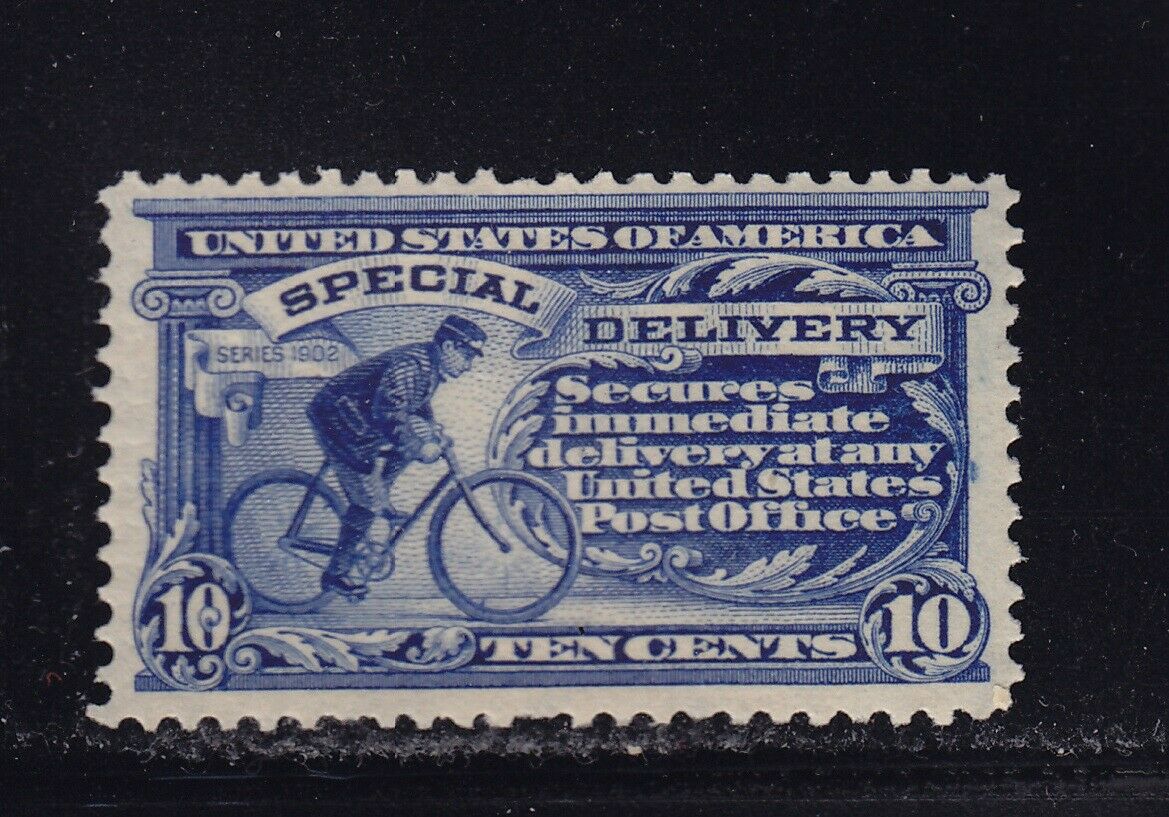 UNITED STATES OF AMERICA
SPECIAL
DELIVERY
SERIES 1902
Secures
immediate
delivery at any
United States
Post Office
10
TEN CENTS
10